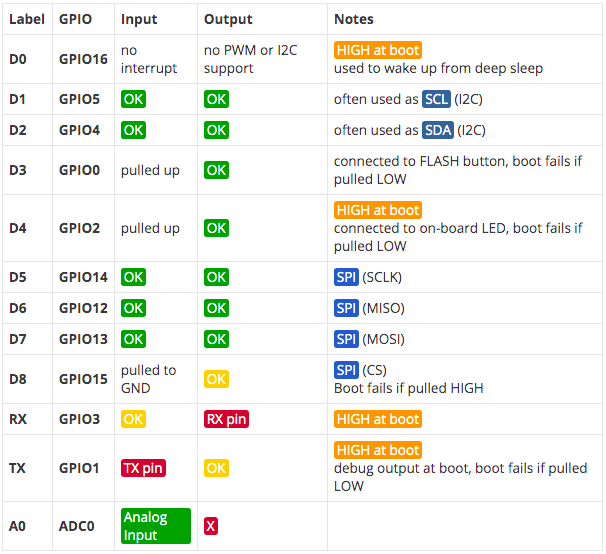 Label GPIO Input Output Notes
D0 GPIO16 no interrupt no PWM or I2C support HIGH at boot
used to wake up from deep sleep
D1 GPIO5 OK OK often used as SCL (I2C)
D2 GPIO4 OK OK often used as SDA (I2C)
D3 GPIO0 pulled up OK connected to FLASH button, boot fails if
pulled LOW
D4 GPIO2 pulled up OK HIGH at boot
connected to on-board LED, boot fails if
pulled LOW
D5 GPIO14 OK OK SPI (SCLK)
D6 GPIO12 OK OK SPI (MISO)
D7 GPIO13 OK OK SPI (MOSI)
D8 GPIO15 pulled to GND OK SPI (CS)
Boot fails if pulled HIGH
RX GPIO3 OK RX pin HIGH at boot
TX GPIO1 TX pin OK HIGH at boot
debug output at boot, boot fails if pulled
LOW
A0 ADC0 Analog Input X